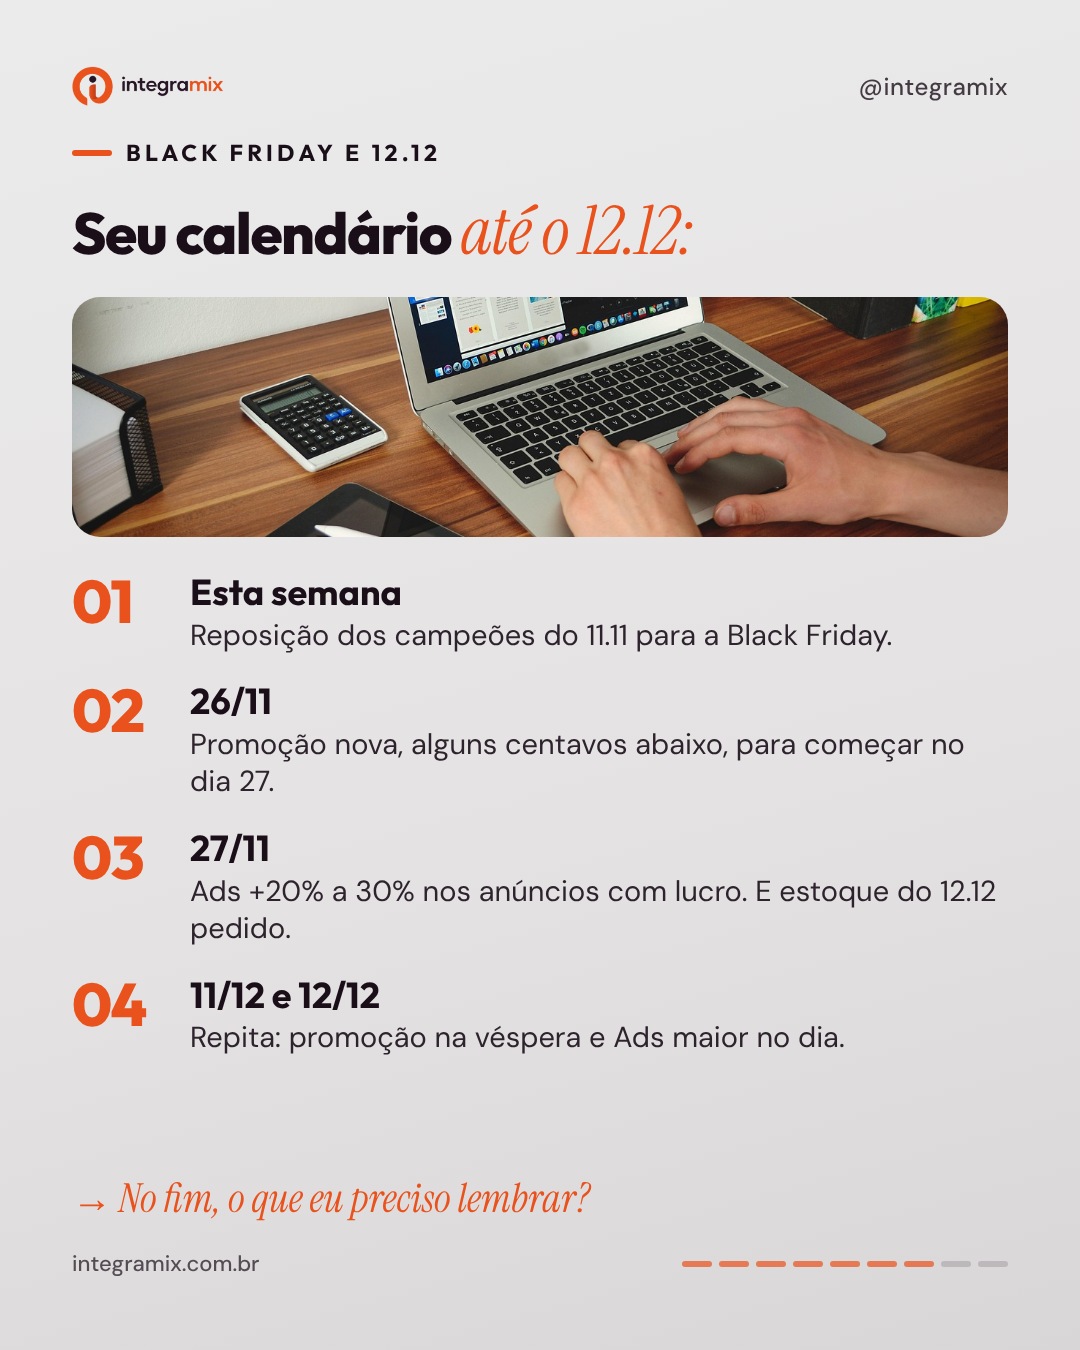 integramix
@integramix
BLACK FRIDAY E 12.12
Seu calendário até o 12.12:
01
Esta semana
Reposição dos campeões do 11.11 para a Black Friday.
02
26/11
Promoção nova, alguns centavos abaixo, para começar no
dia 27.
03
27/11
Ads +20% a 30% nos anúncios com lucro. E estoque do 12.12
pedido.
04
11/12 e 12/12
Repita: promoção na véspera e Ads maior no dia.
→ No fim, o que eu preciso lembrar?
integramix.com.br